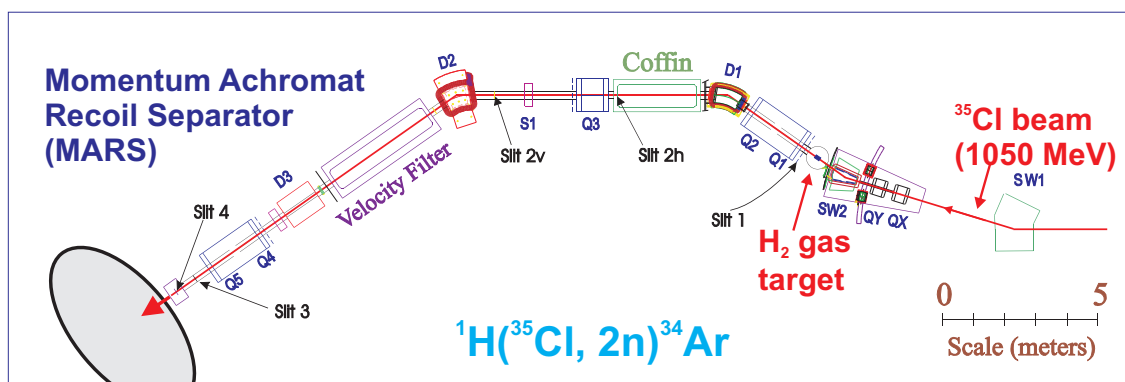 Momentum Achromat
Recoil Separator
(MARS)
D2
Coffin
D1
S1
Q3
Slit 2v
Slit 2h
Q2
Q1
Slit 1
Velocity Filter
D3
Slit 4
Q5
Q4
Slit 3
SW2
QY
QX
H₂ gas
target
³⁵Cl beam
(1050 MeV)
SW1
¹H(³⁵Cl, 2n)³⁴Ar
0
5
Scale (meters)